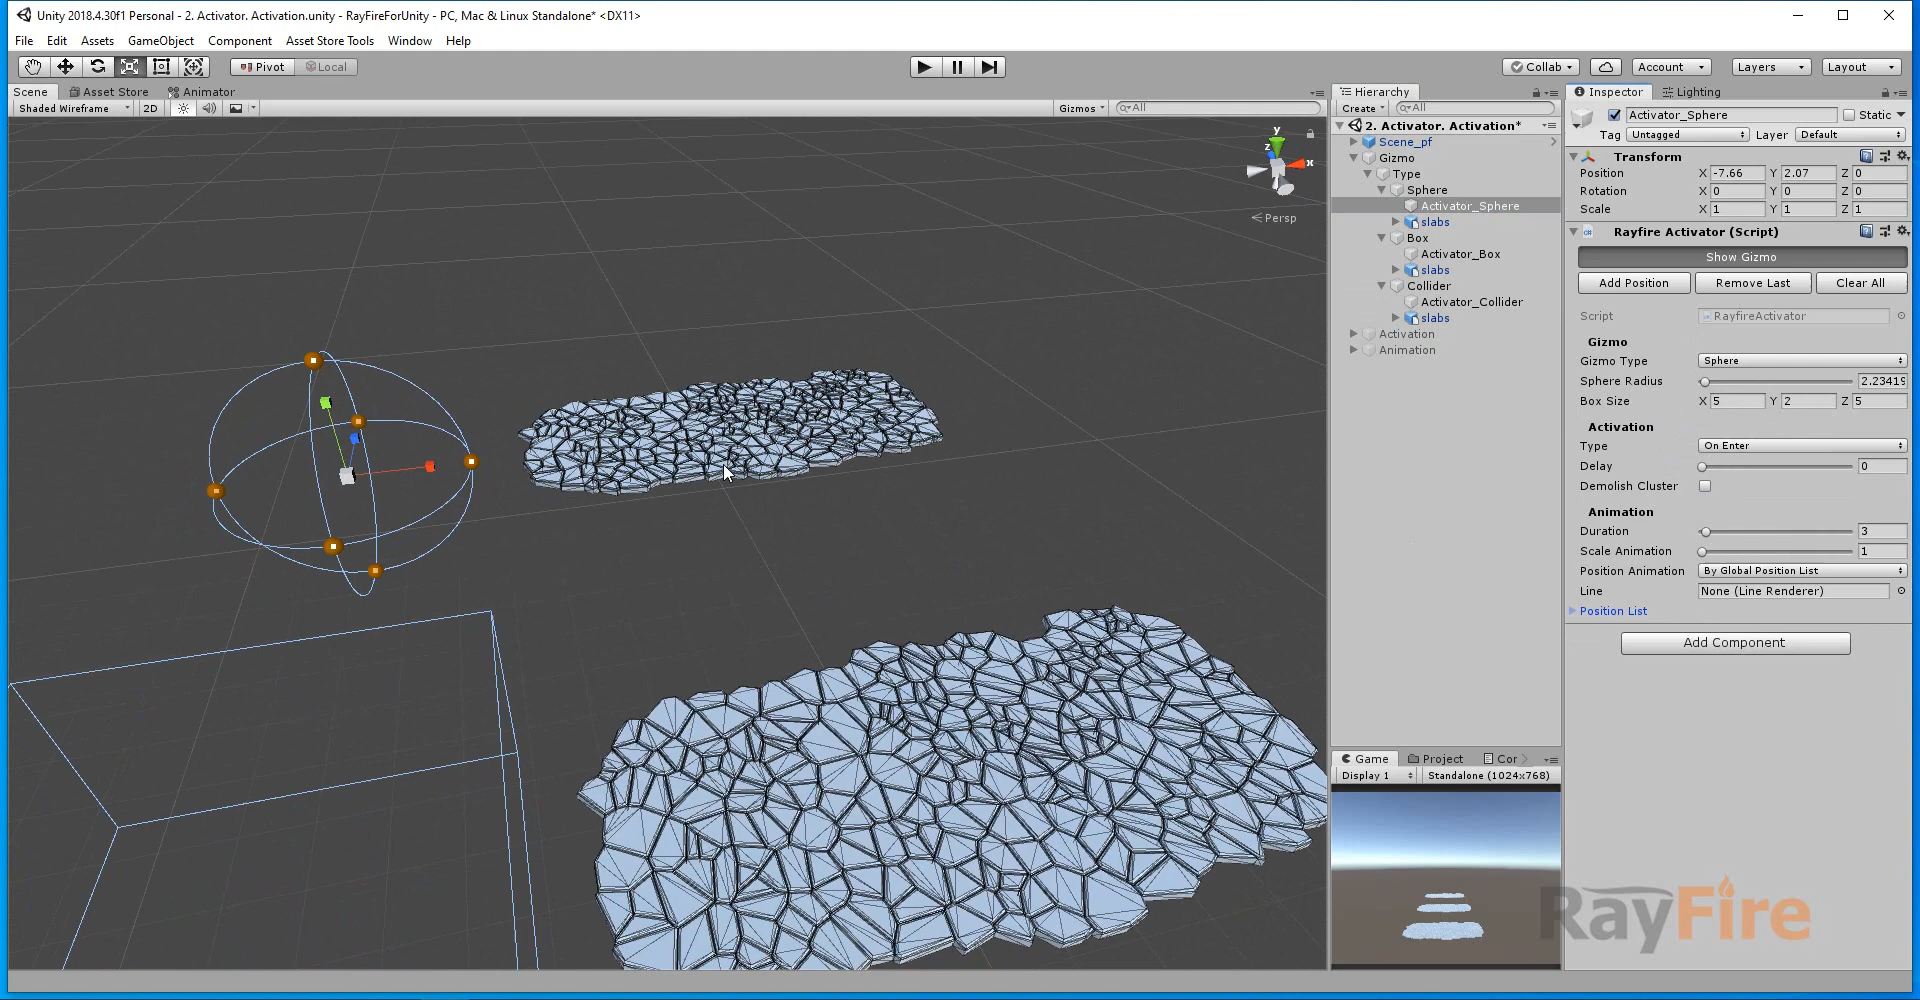 Unity 2018.4.30f1 Personal - 2. Activator. Activation.unity - RayFireForUnity - PC, Mac & Linux Standalone* <DX11>
File Edit Assets GameObject Component Asset Store Tools Window Help
Pivot Local Collab Account Layers Layout
Scene Asset Store Animator
Shaded Wireframe 2D Gizmos All
y
z
x
Persp
Hierarchy
Create All
2. Activator. Activation*
Scene_pf
Gizmo
Type
Sphere
Activator_Sphere
slabs
Box
Activator_Box
slabs
Collider
Activator_Collider
slabs
Activation
Animation
Game Project Cor
Display 1 Standalone (1024x768)
Inspector Lighting
Activator_Sphere Static
Tag Untagged Layer Default
Transform
Position X -7.66 Y 2.07 Z 0
Rotation X 0 Y 0 Z 0
Scale X 1 Y 1 Z 1
Rayfire Activator (Script)
Show Gizmo
Add Position Remove Last Clear All
Script RayfireActivator
Gizmo
Gizmo Type Sphere
Sphere Radius 2.23419
Box Size X 5 Y 2 Z 5
Activation
Type On Enter
Delay 0
Demolish Cluster
Animation
Duration 3
Scale Animation 1
Position Animation By Global Position List
Line None (Line Renderer)
Position List
Add Component
RayFire